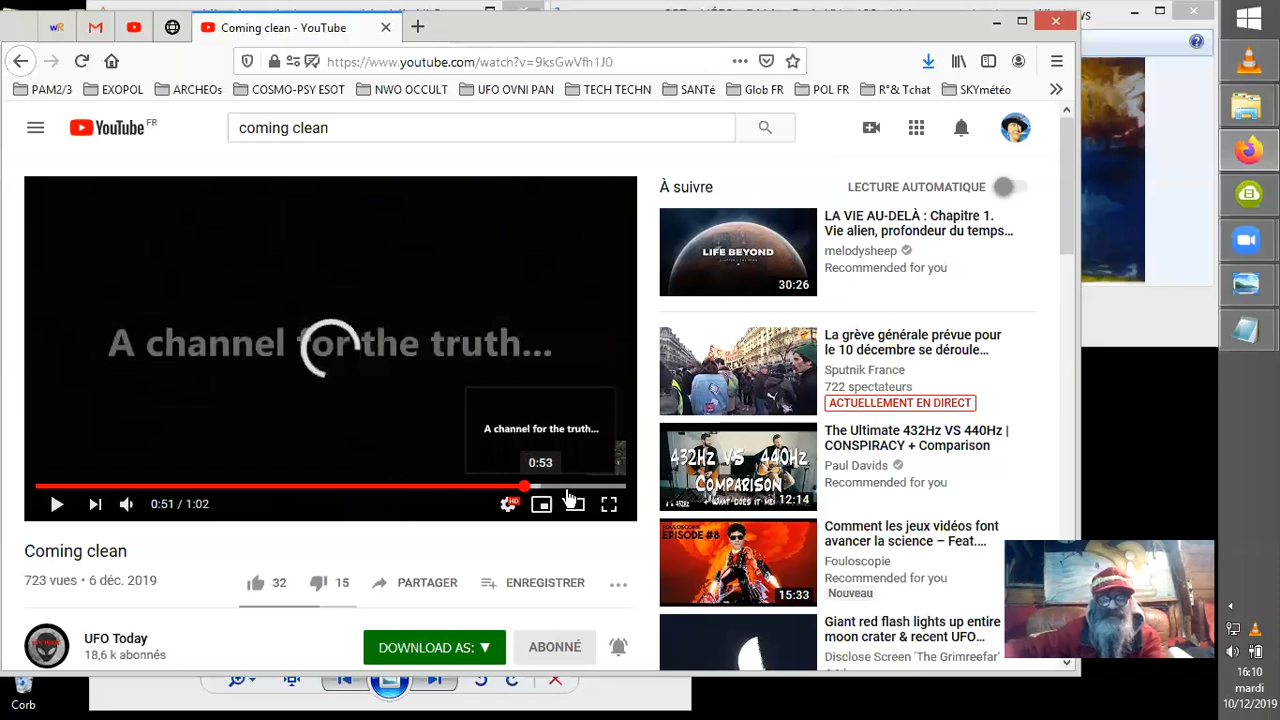 Coming clean - YouTube
https://www.youtube.com/watch?v=9ksGwVfh1J0
PAM2/3
EXOPOL
ARCHEOs
COSMO-PSY ESOT
NWO OCCULT
UFO OVNI PAN
TECH TECHN
SANTé
Glob FR
POL FR
R°& Tchat
SKYmétéo
YouTube FR
coming clean
A channel for the truth...
A channel for the truth...
0:53
0:51 / 1:02
HD
Coming clean
723 vues • 6 déc. 2019
32
15
PARTAGER
ENREGISTRER
UFO Today
18,6 k abonnés
DOWNLOAD AS: ▼
ABONNÉ
À suivre
LECTURE AUTOMATIQUE
LIFE BEYOND
30:26
LA VIE AU-DELÀ : Chapitre 1.
Vie alien, profondeur du temps...
melodysheep
Recommended for you
La grève générale prévue pour
le 10 décembre se déroule...
Sputnik France
722 spectateurs
ACTUELLEMENT EN DIRECT
432Hz VS 440Hz
COMPARISON
+ WHAT DOES IT MEAN
12:14
The Ultimate 432Hz VS 440Hz |
CONSPIRACY + Comparison
Paul Davids
Recommended for you
FOULOSCOPIE
EPISODE #8
15:33
Comment les jeux vidéos font
avancer la science – Feat....
Fouloscopie
Recommended for you
Nouveau
Giant red flash lights up entire
moon crater & recent UFO...
Disclose Screen 'The Grimreefar'
Corb
16:10
mardi
10/12/2019